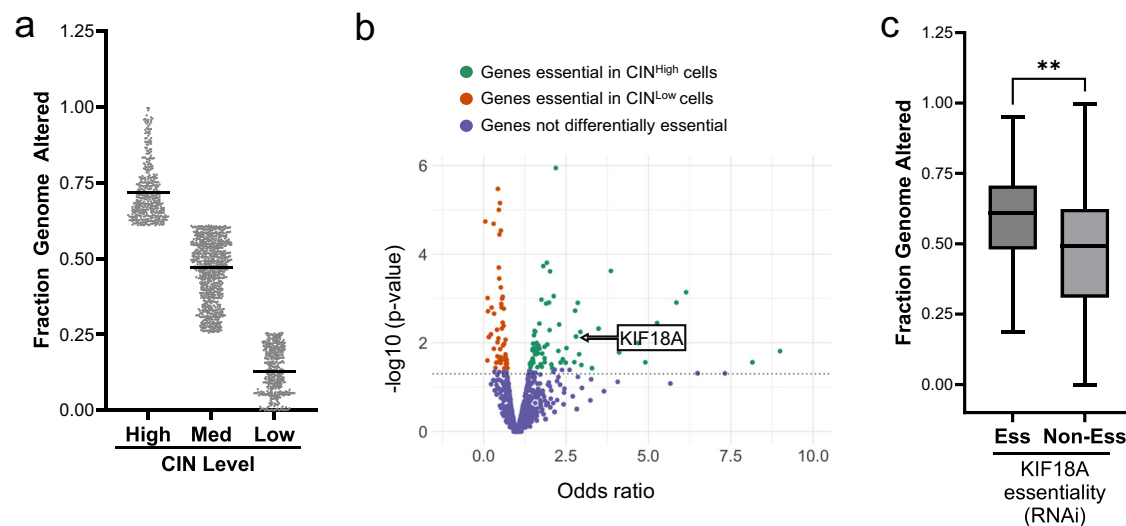 a
Fraction Genome Altered
1.25
1.00
0.75
0.50
0.25
0.00
High Med Low
CIN Level
b
Genes essential in CINHigh cells
Genes essential in CINLow cells
Genes not differentially essential
-log10 (p-value)
6
4
2
0
KIF18A
0.0 2.5 5.0 7.5 10.0
Odds ratio
c
Fraction Genome Altered
1.25
1.00
0.75
0.50
0.25
0.00
**
Ess Non-Ess
KIF18A
essentiality
(RNAi)